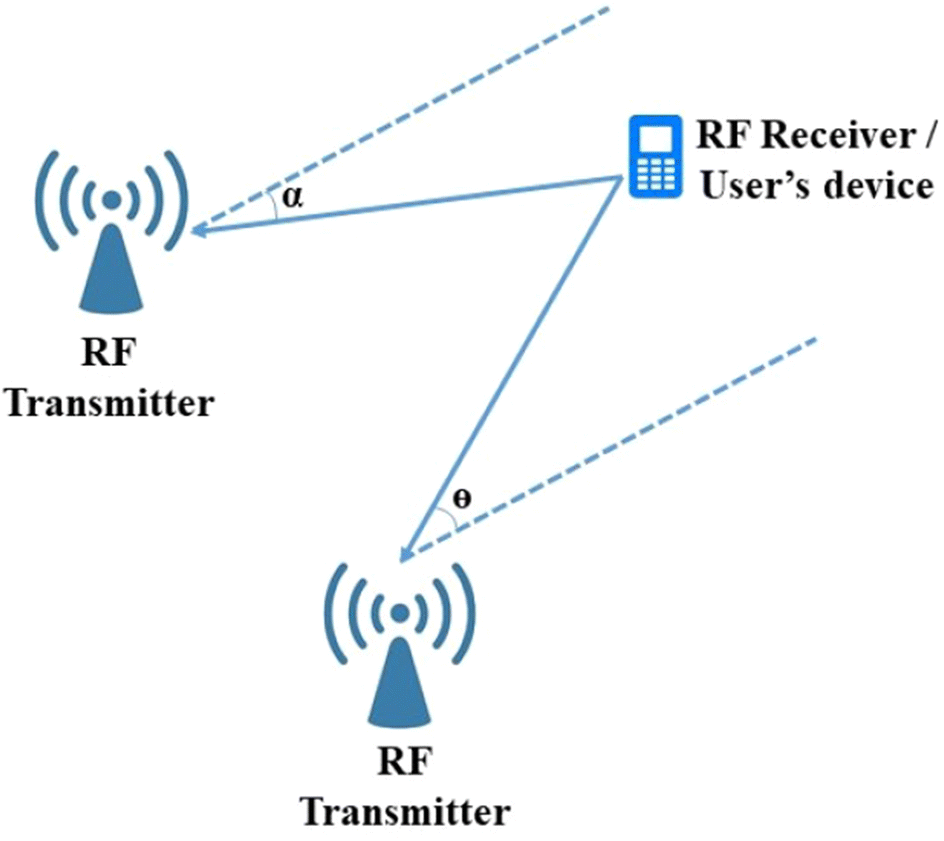 α
RF Receiver /
User's device
RF
Transmitter
θ
RF
Transmitter